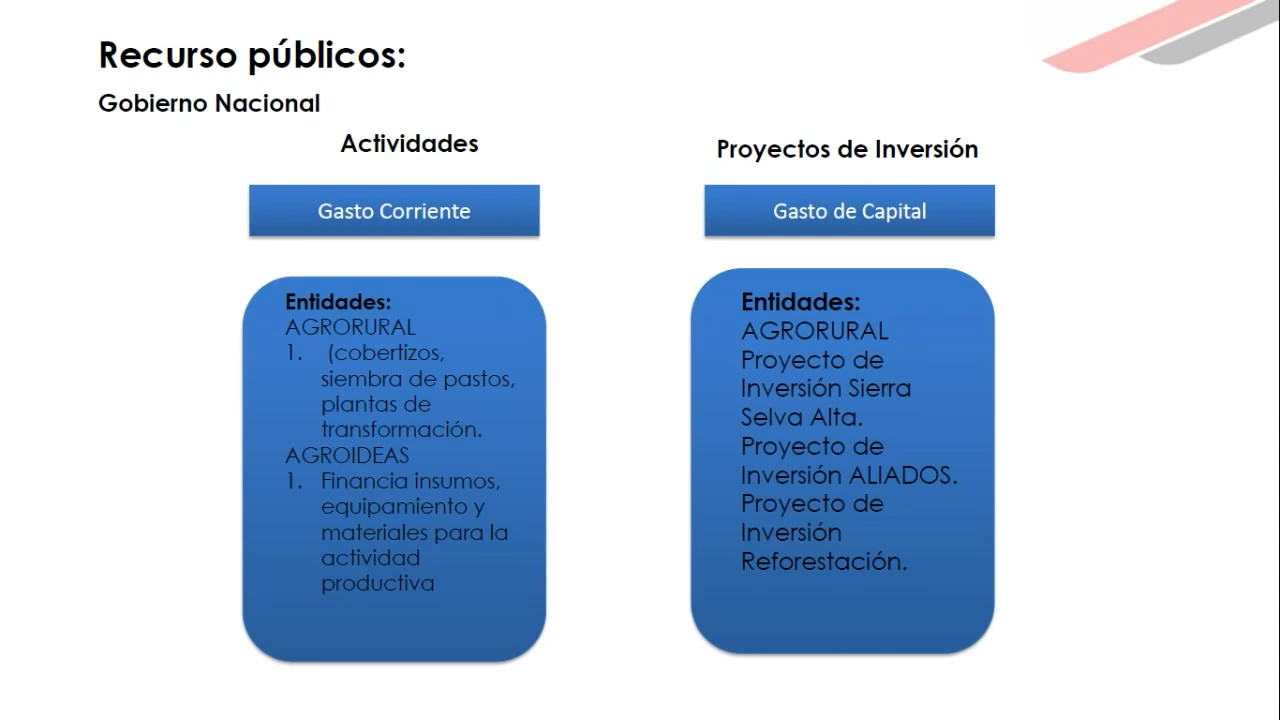 Recurso públicos:
Gobierno Nacional
Actividades
Gasto Corriente
Entidades:
AGRORURAL
1. (cobertizos,
siembra de pastos,
plantas de
transformación.
AGROIDEAS
1. Financia insumos,
equipamiento y
materiales para la
actividad
productiva
Proyectos de Inversión
Gasto de Capital
Entidades:
AGRORURAL
Proyecto de
Inversión Sierra
Selva Alta.
Proyecto de
Inversión ALIADOS.
Proyecto de
Inversión
Reforestación.